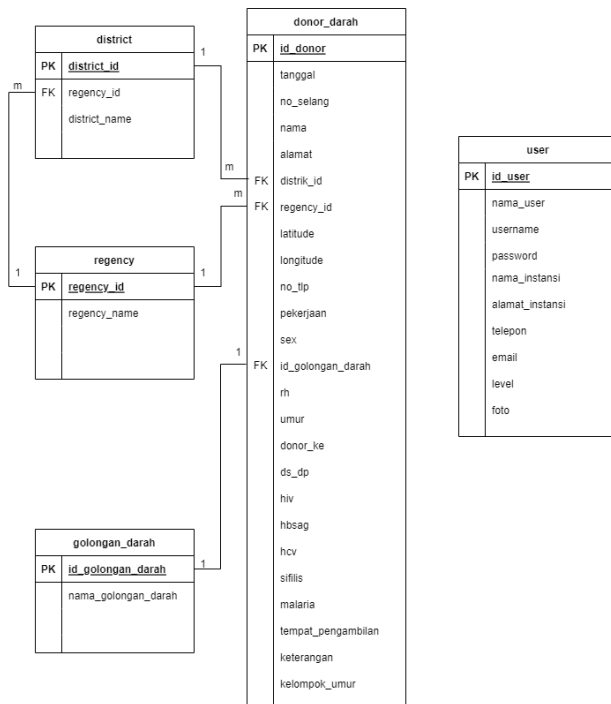 district
PK district_id
FK regency_id
district_name
1
m
1
regency
PK regency_id
regency_name
1
golongan_darah
PK id_golongan_darah
nama_golongan_darah
1
donor_darah
PK id_donor
tanggal
no_selang
nama
alamat
m
FK distrik_id
m
FK regency_id
latitude
longitude
no_tlp
pekerjaan
sex
1
FK id_golongan_darah
rh
umur
donor_ke
ds_dp
hiv
hbsag
hcv
sifilis
malaria
tempat_pengambilan
keterangan
kelompok_umur
user
PK id_user
nama_user
username
password
nama_instansi
alamat_instansi
telepon
email
level
foto